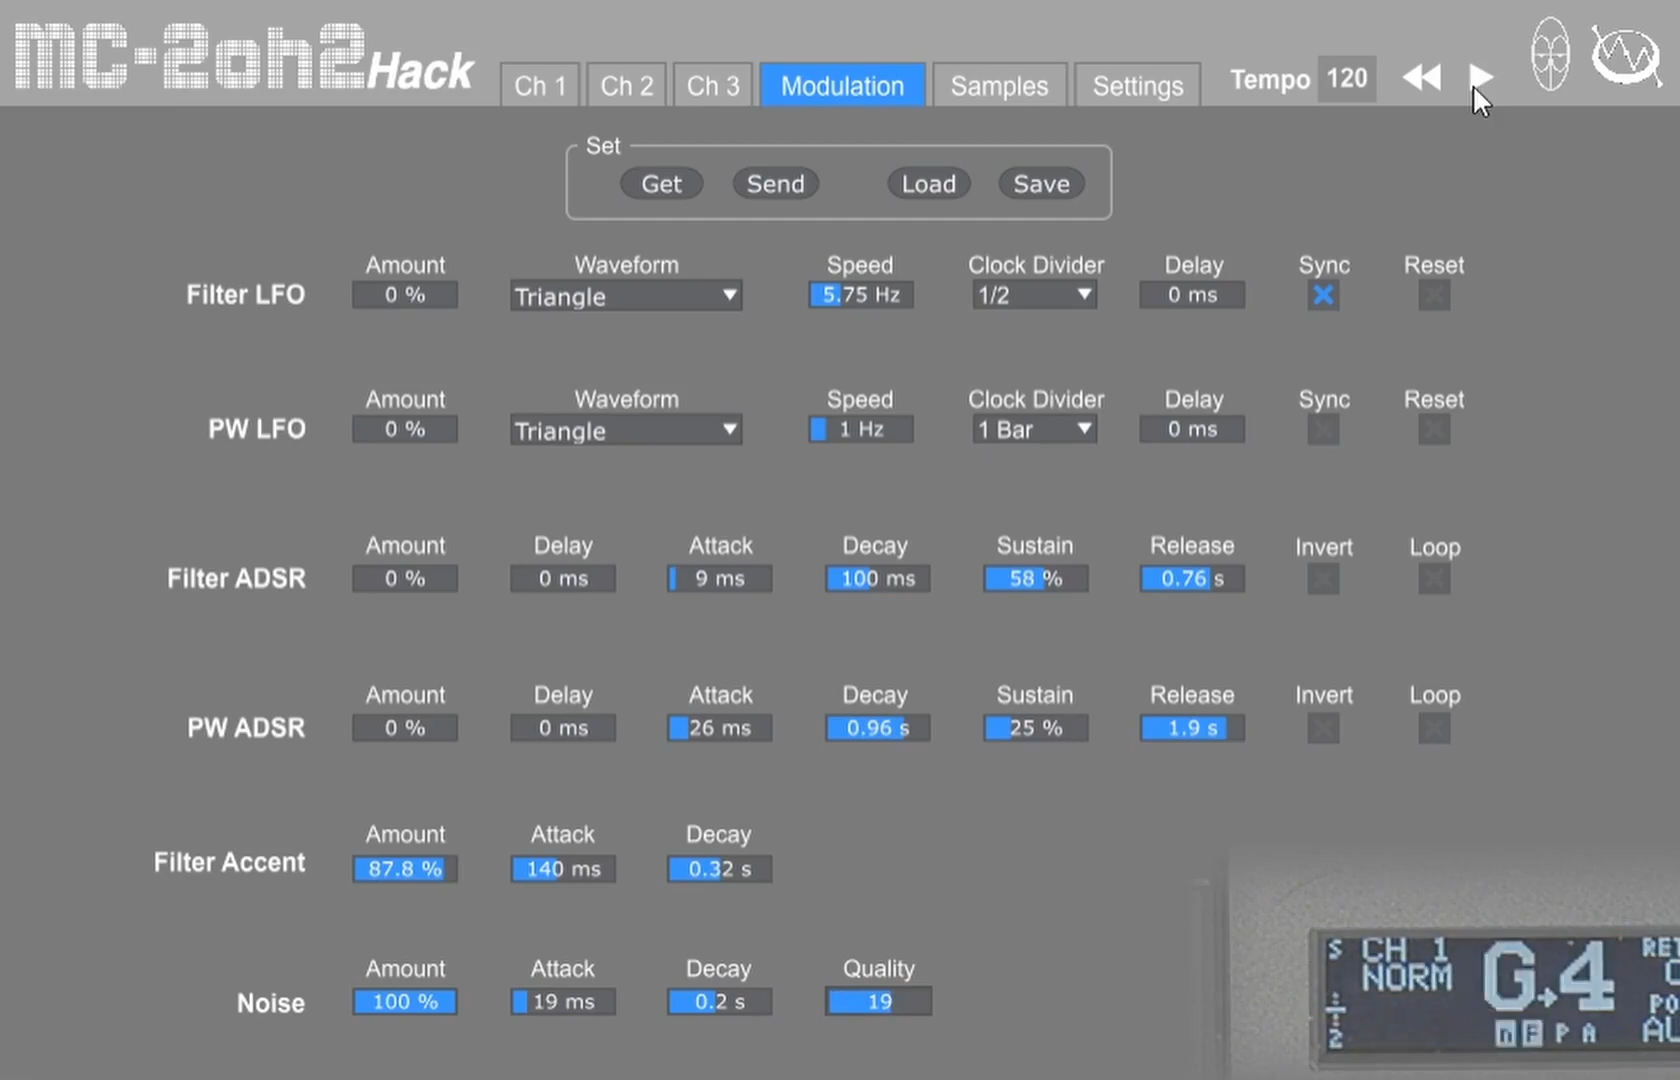 MC-2oh2Hack
Ch 1 Ch 2 Ch 3 Modulation Samples Settings Tempo 120
Set
Get Send Load Save
Amount Waveform Speed Clock Divider Delay Sync Reset
Filter LFO 0 % Triangle 5.75 Hz 1/2 0 ms
Amount Waveform Speed Clock Divider Delay Sync Reset
PW LFO 0 % Triangle 1 Hz 1 Bar 0 ms
Amount Delay Attack Decay Sustain Release Invert Loop
Filter ADSR 0 % 0 ms 9 ms 100 ms 58 % 0.76 s
Amount Delay Attack Decay Sustain Release Invert Loop
PW ADSR 0 % 0 ms 26 ms 0.96 s 25 % 1.9 s
Amount Attack Decay
Filter Accent 87.8 % 140 ms 0.32 s
Amount Attack Decay Quality
Noise 100 % 19 ms 0.2 s 19
S CH 1 G.4
NORM
2 n F P A